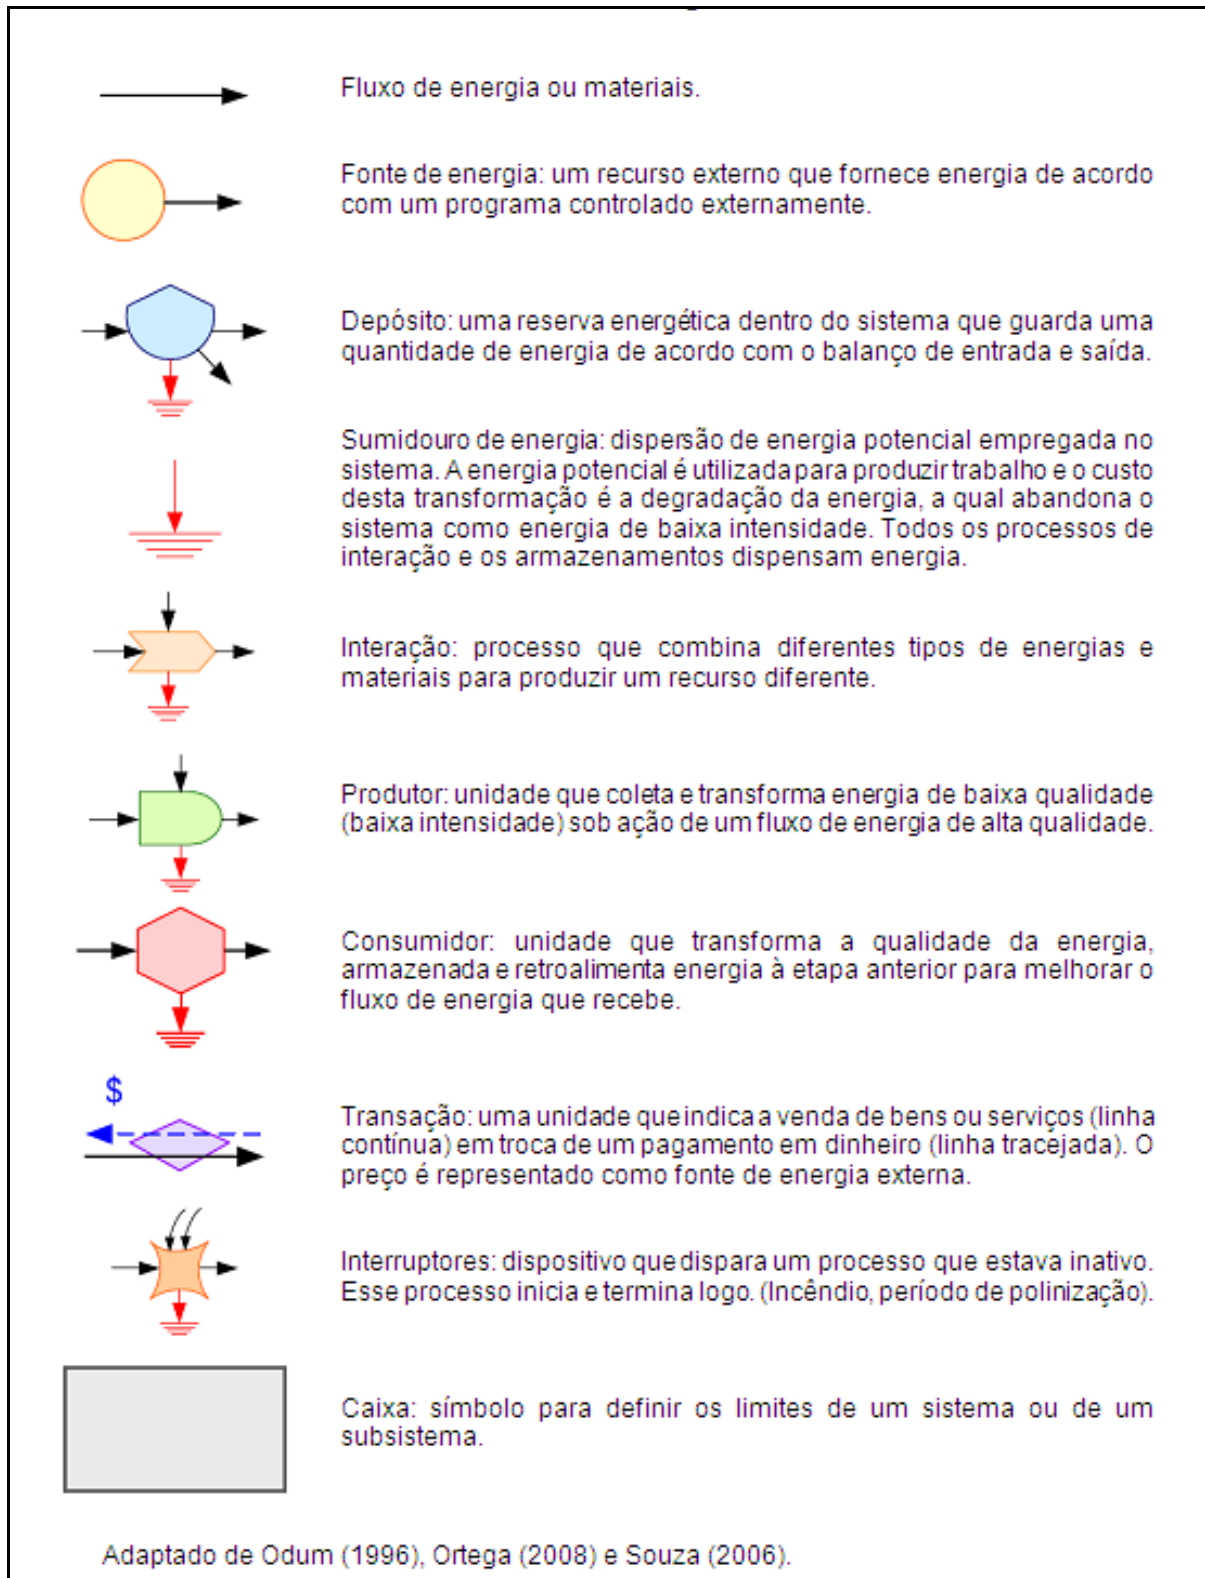 Fluxo de energia ou materiais.
Fonte de energia: um recurso externo que fornece energia de acordo
com um programa controlado externamente.
Depósito: uma reserva energética dentro do sistema que guarda uma
quantidade de energia de acordo com o balanço de entrada e saída.
Sumidouro de energia: dispersão de energia potencial empregada no
sistema. A energia potencial é utilizada para produzir trabalho e o custo
desta transformação é a degradação da energia, a qual abandona o
sistema como energia de baixa intensidade. Todos os processos de
interação e os armazenamentos dispensam energia.
Interação: processo que combina diferentes tipos de energias e
materiais para produzir um recurso diferente.
Produtor: unidade que coleta e transforma energia de baixa qualidade
(baixa intensidade) sob ação de um fluxo de energia de alta qualidade.
Consumidor: unidade que transforma a qualidade da energia,
armazenada e retroalimenta energia à etapa anterior para melhorar o
fluxo de energia que recebe.
$
Transação: uma unidade que indica a venda de bens ou serviços (linha
contínua) em troca de um pagamento em dinheiro (linha tracejada). O
preço é representado como fonte de energia externa.
Interruptores: dispositivo que dispara um processo que estava inativo.
Esse processo inicia e termina logo. (Incêndio, período de polinização).
Caixa: símbolo para definir os limites de um sistema ou de um
subsistema.
Adaptado de Odum (1996), Ortega (2008) e Souza (2006).